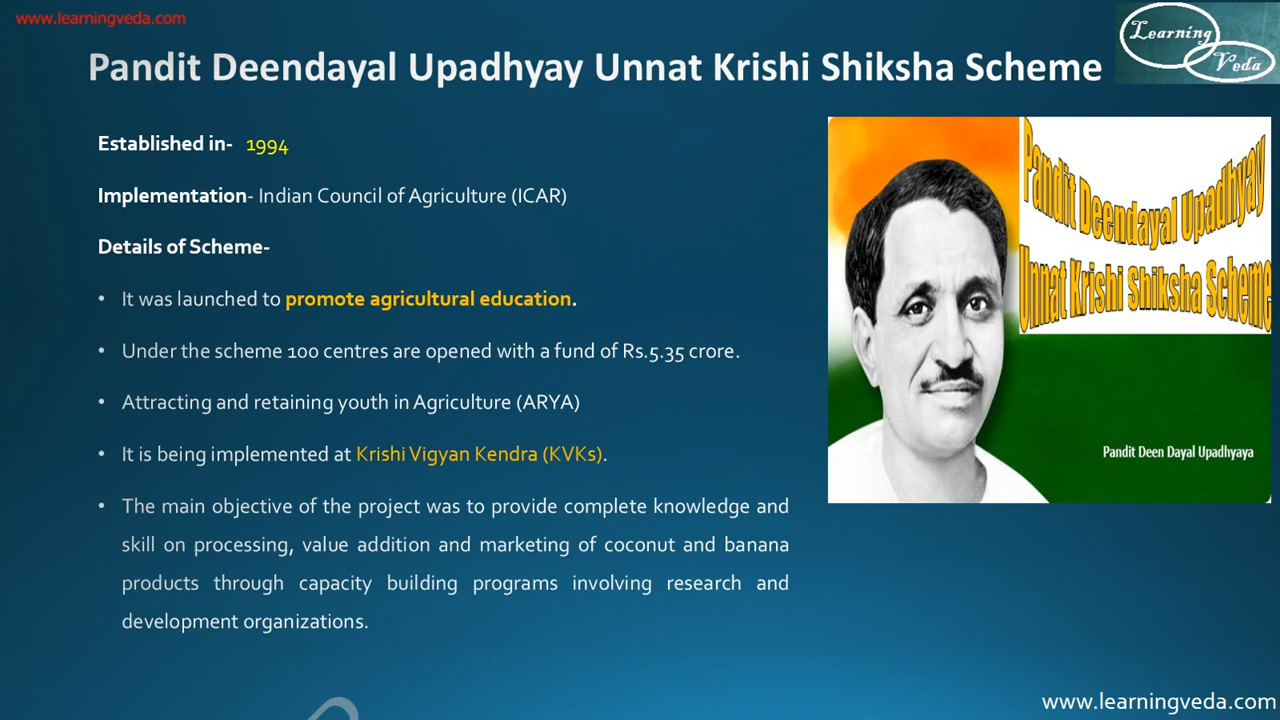 www.learningveda.com
Learning
Veda
Pandit Deendayal Upadhyay Unnat Krishi Shiksha Scheme
Established in- 1994
Implementation- Indian Council of Agriculture (ICAR)
Details of Scheme-
• It was launched to promote agricultural education.
• Under the scheme 100 centres are opened with a fund of Rs.5.35 crore.
• Attracting and retaining youth in Agriculture (ARYA)
• It is being implemented at Krishi Vigyan Kendra (KVKs).
• The main objective of the project was to provide complete knowledge and
skill on processing, value addition and marketing of coconut and banana
products through capacity building programs involving research and
development organizations.
Pandit Deendayal Upadhyay
Unnat Krishi Shiksha Scheme
Pandit Deen Dayal Upadhyaya
www.learningveda.com